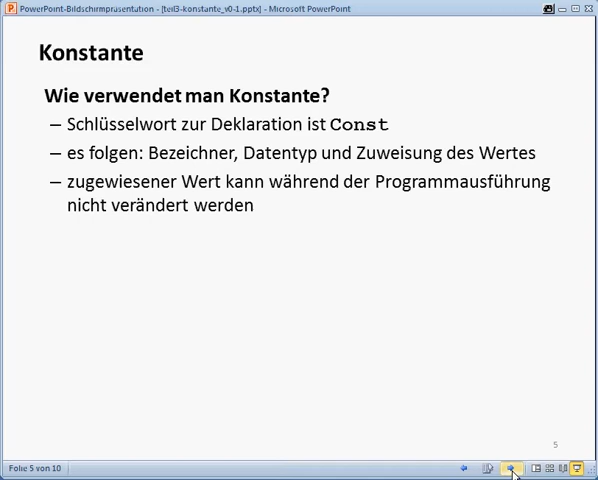 PowerPoint-Bildschirmpräsentation - [teil3-konstante_v0-1.pptx] - Microsoft PowerPoint
Konstante
Wie verwendet man Konstante?
– Schlüsselwort zur Deklaration ist Const
– es folgen: Bezeichner, Datentyp und Zuweisung des Wertes
– zugewiesener Wert kann während der Programmausführung
nicht verändert werden
5
Folie 5 von 10